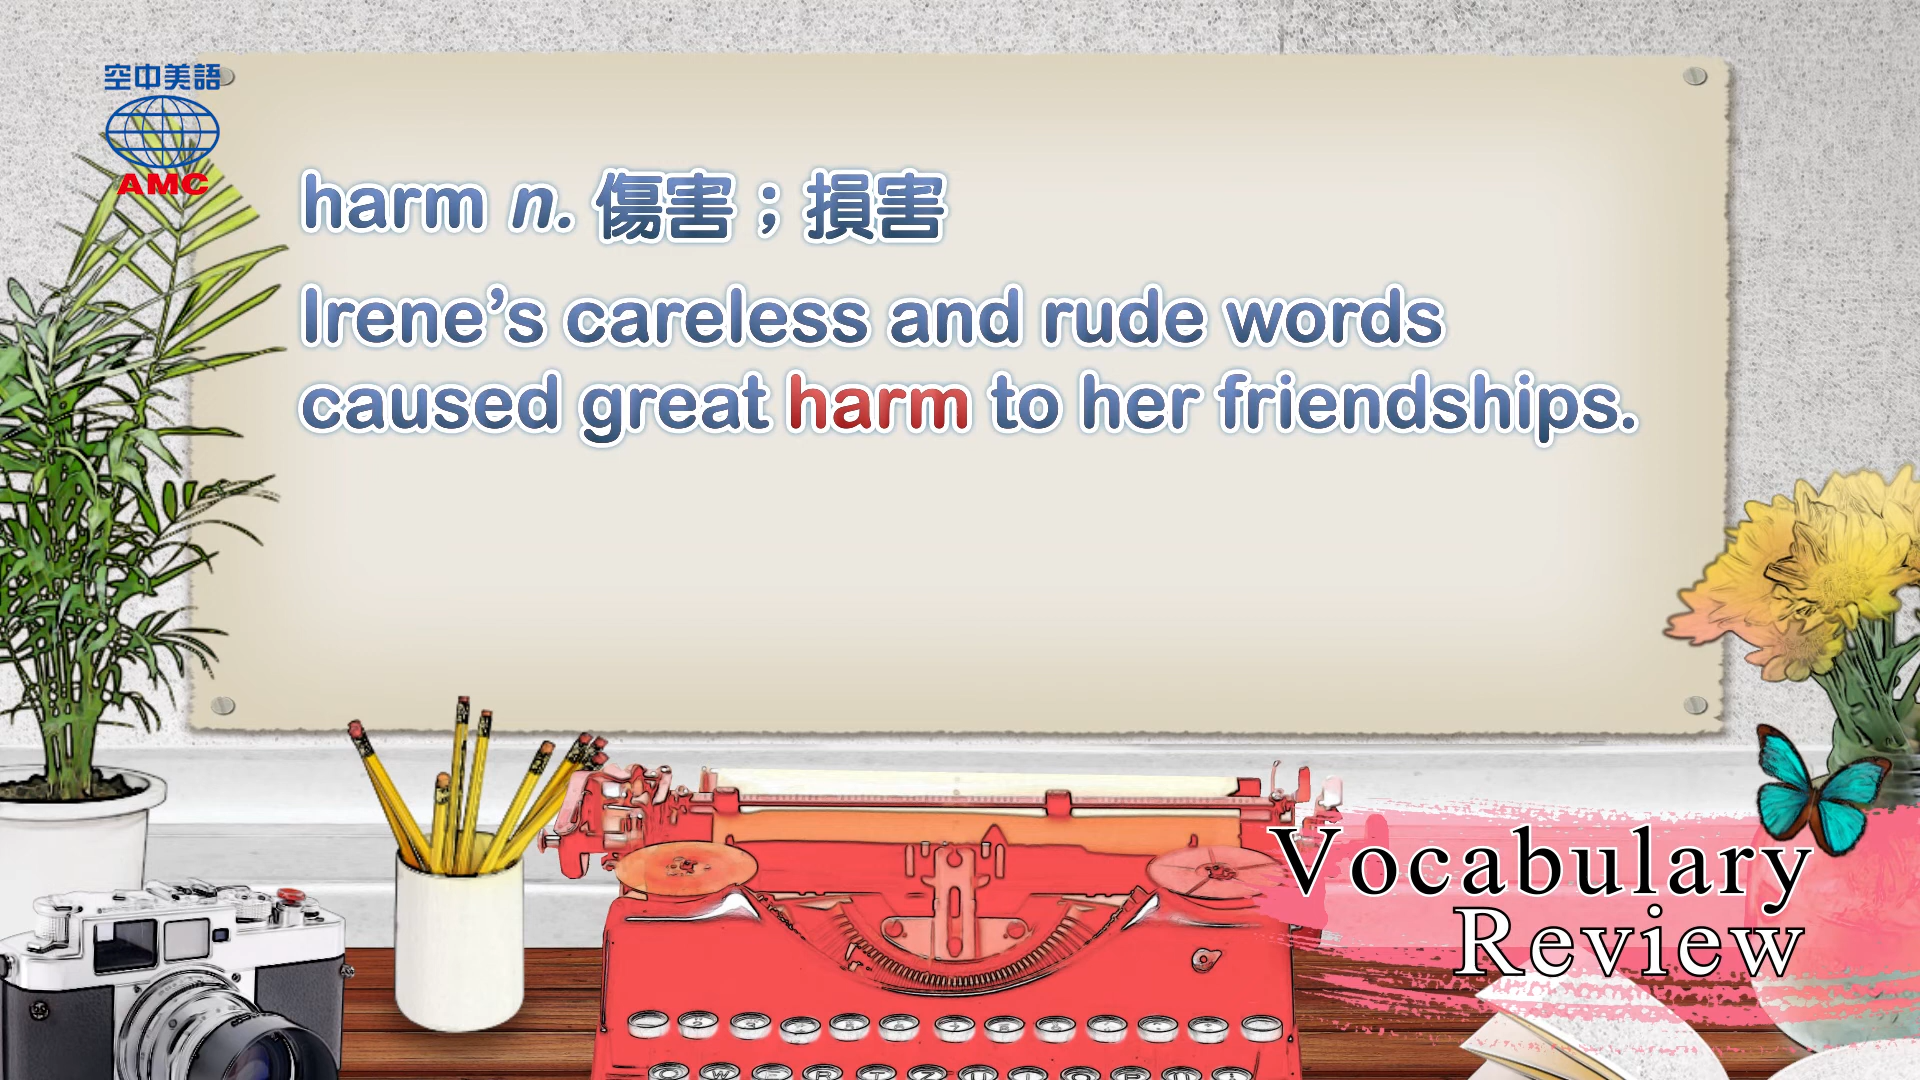 空中美語
AMC
harm n. 傷害；損害
Irene’s careless and rude words
caused great harm to her friendships.
Vocabulary
Review
Q W E R T Z U I O P U